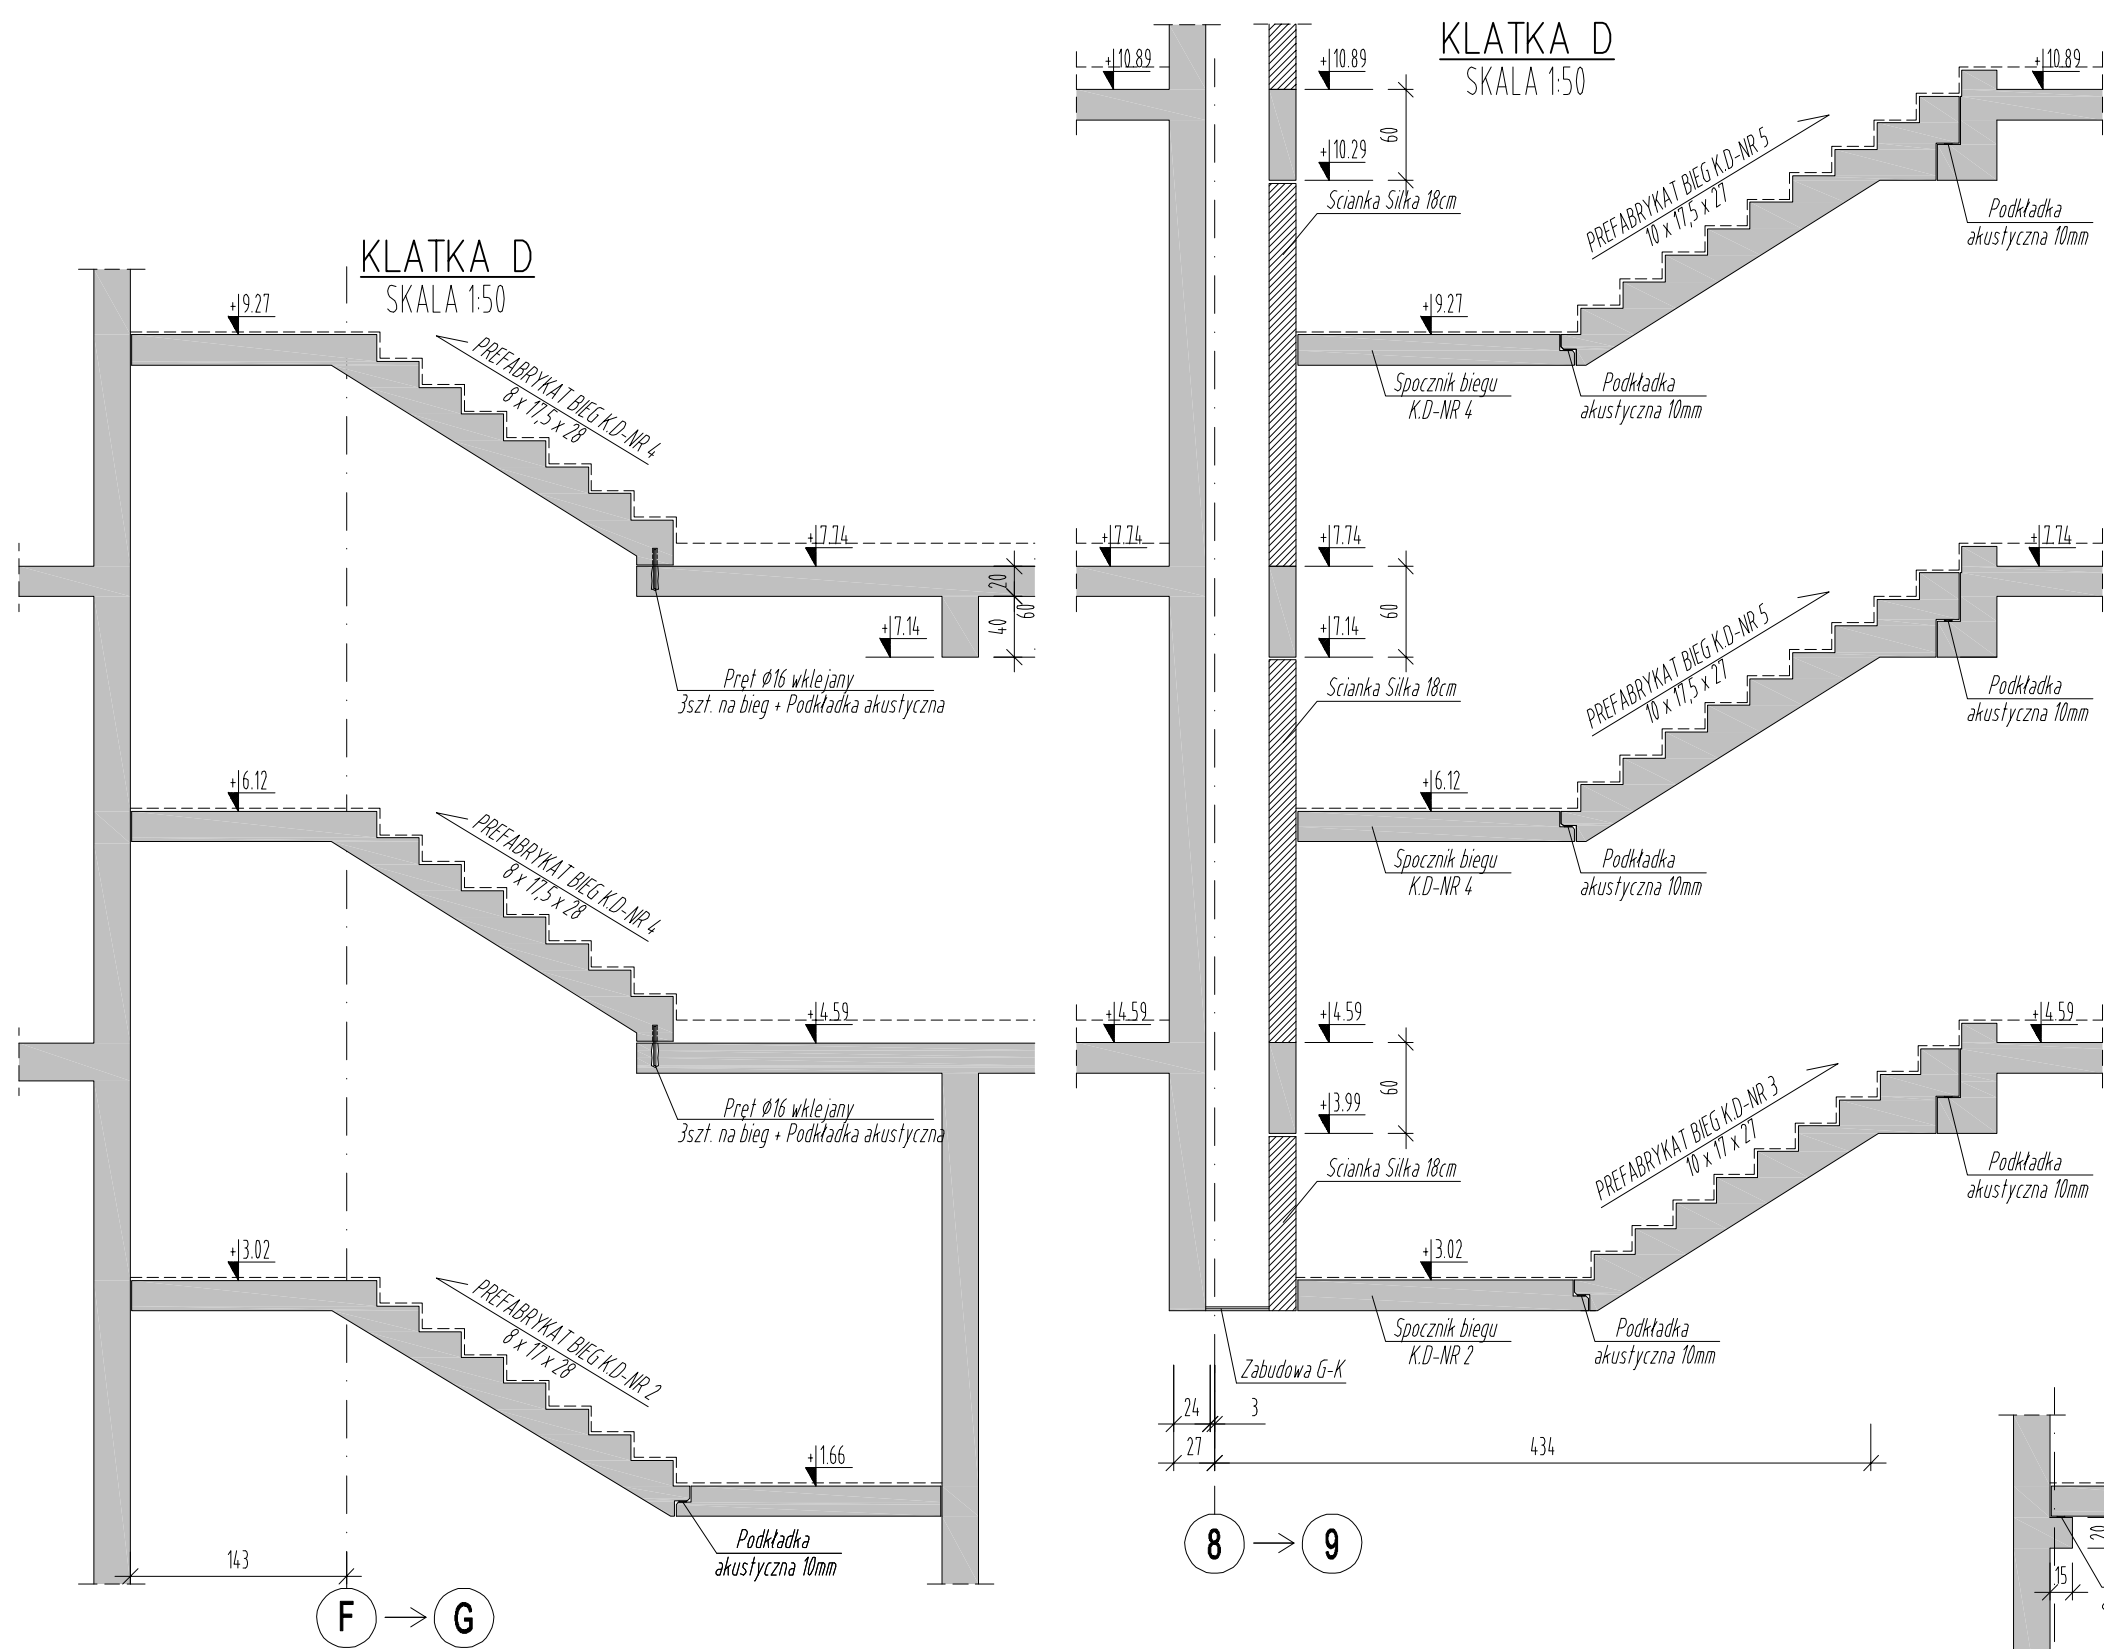 KLATKA D
SKALA 1:50
+9.27
PREFABRYKAT BIEG K.D-NR 4
8 x 17,5 x 28
+7.74
20
40
60
+7.14
Pręt Ø16 wklejany
3szt. na bieg + Podkładka akustyczna
+6.12
PREFABRYKAT BIEG K.D-NR 4
8 x 17,5 x 28
+4.59
Pręt Ø16 wklejany
3szt. na bieg + Podkładka akustyczna
+3.02
PREFABRYKAT BIEG K.D-NR 2
8 x 17 x 28
+1.66
Podkładka
akustyczna 10mm
143
F
G
KLATKA D
SKALA 1:50
+10.89
+10.89
+10.89
60
+10.29
Scianka Silka 18cm
PREFABRYKAT BIEG K.D-NR 5
10 x 17,5 x 27
Podkładka
akustyczna 10mm
+9.27
Spocznik biegu
K.D-NR 4
Podkładka
akustyczna 10mm
+7.74
+7.74
+7.74
60
+7.14
Scianka Silka 18cm
PREFABRYKAT BIEG K.D-NR 5
10 x 17,5 x 27
Podkładka
akustyczna 10mm
+6.12
Spocznik biegu
K.D-NR 4
Podkładka
akustyczna 10mm
+4.59
+4.59
+4.59
60
+3.99
Scianka Silka 18cm
PREFABRYKAT BIEG K.D-NR 3
10 x 17 x 27
Podkładka
akustyczna 10mm
+3.02
Spocznik biegu
K.D-NR 2
Podkładka
akustyczna 10mm
Zabudowa G-K
24
3
27
434
8
9
20
15